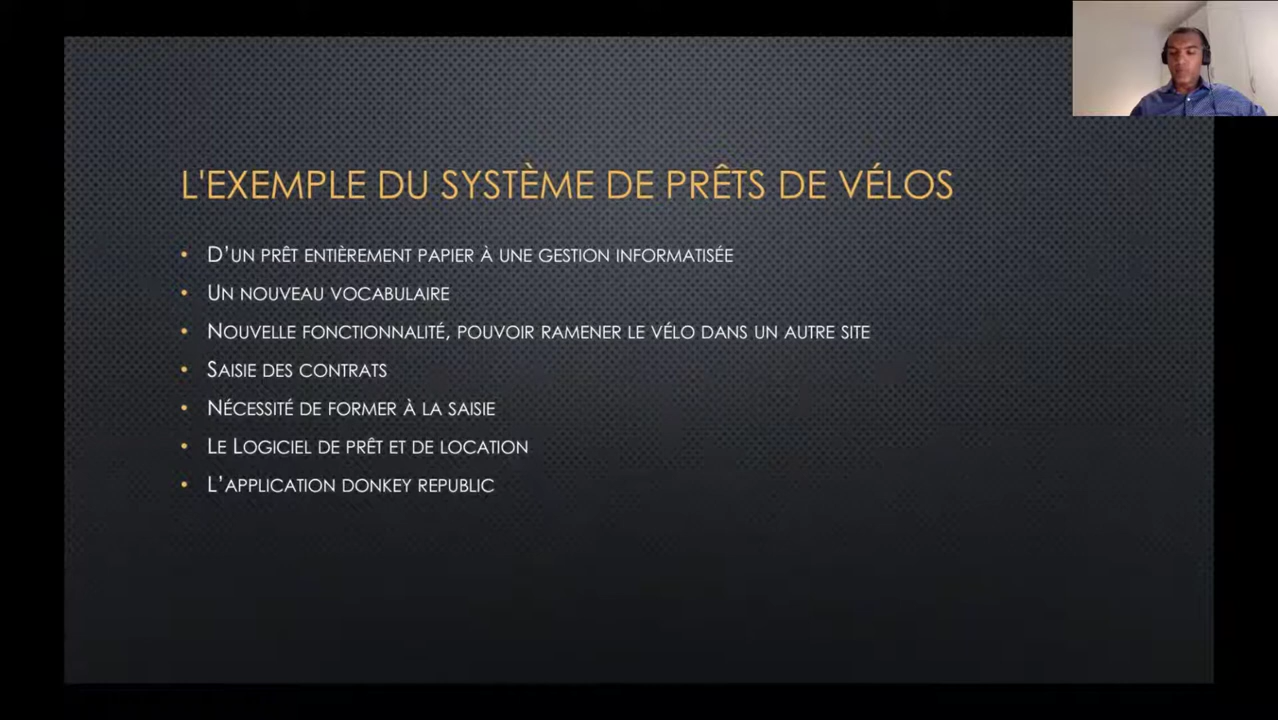 L'EXEMPLE DU SYSTÈME DE PRÊTS DE VÉLOS
• D'UN PRÊT ENTIÈREMENT PAPIER À UNE GESTION INFORMATISÉE
• UN NOUVEAU VOCABULAIRE
• NOUVELLE FONCTIONNALITÉ, POUVOIR RAMENER LE VÉLO DANS UN AUTRE SITE
• SAISIE DES CONTRATS
• NÉCESSITÉ DE FORMER À LA SAISIE
• LE LOGICIEL DE PRÊT ET DE LOCATION
• L'APPLICATION DONKEY REPUBLIC